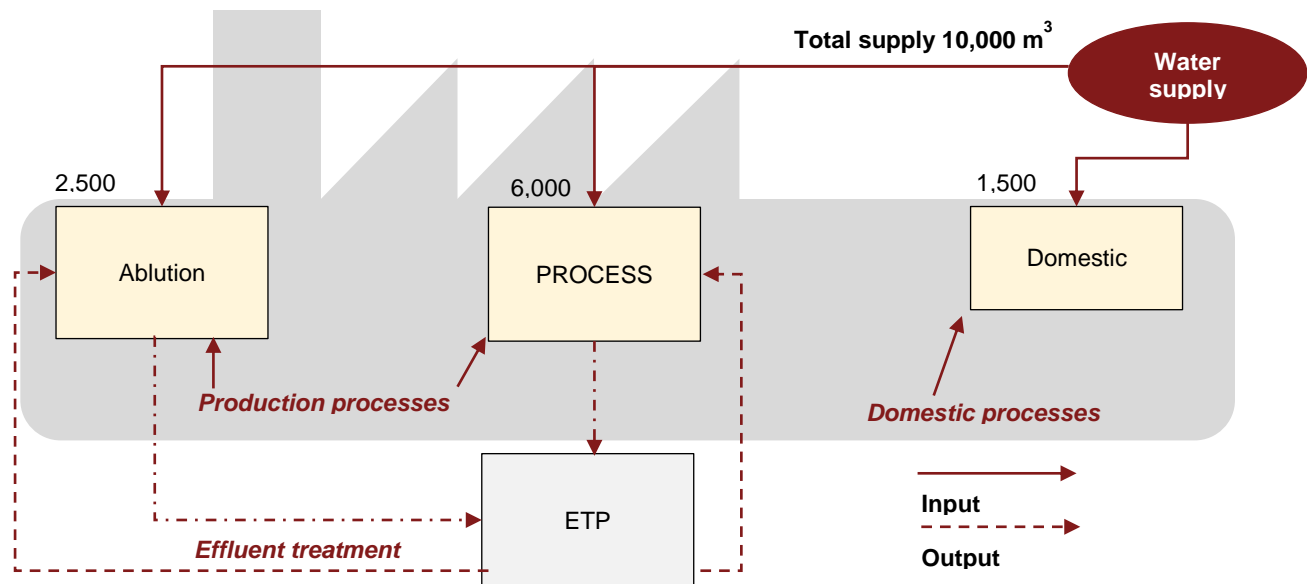 Total supply 10,000 m³
Water
supply
2,500
6,000
1,500
Ablution
PROCESS
Domestic
Production processes
Domestic processes
Input
ETP
Effluent treatment
Output